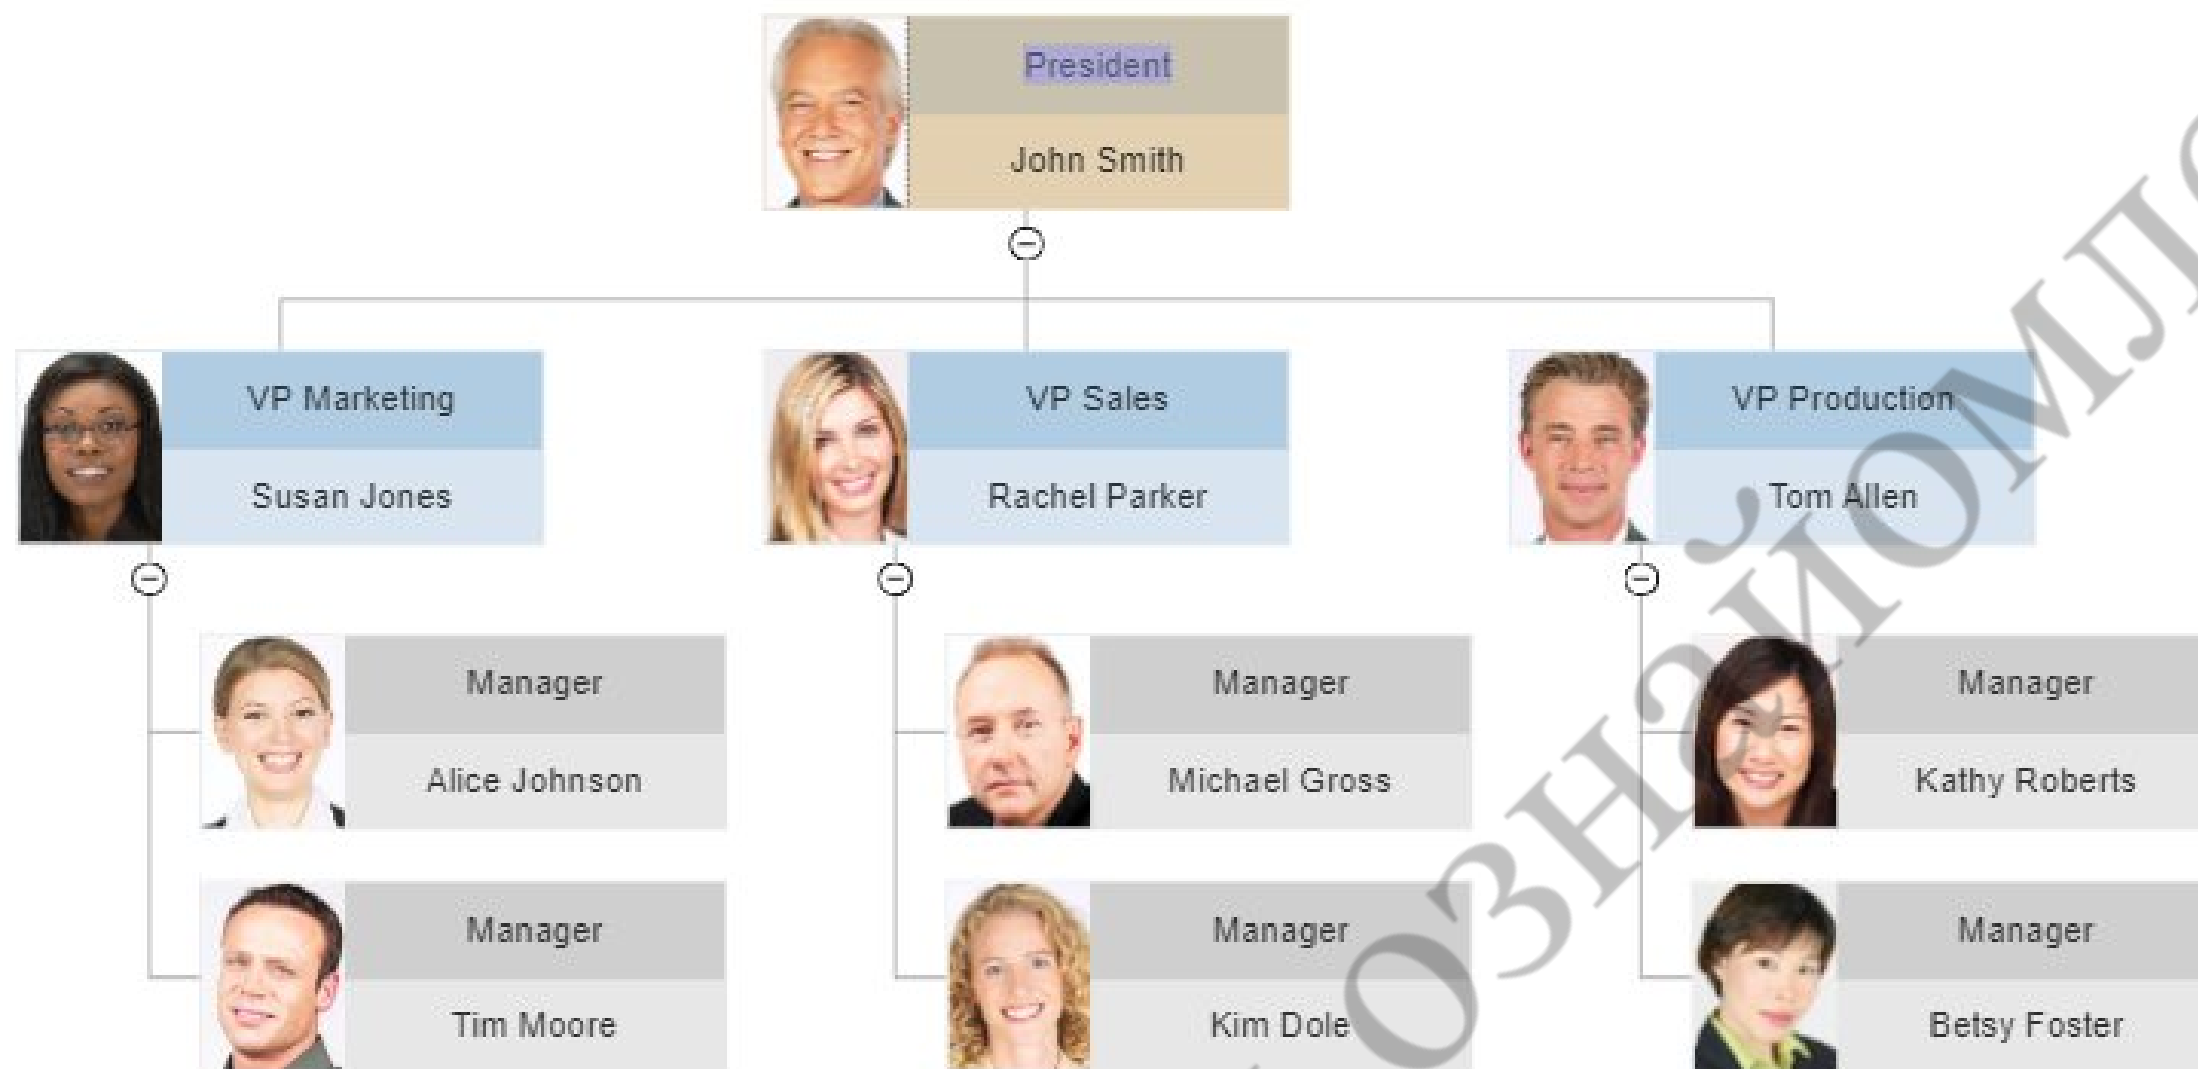 President
John Smith
VP Marketing
VP Sales
VP Production
Susan Jones
Rachel Parker
Tom Allen
Manager
Manager
Manager
Alice Johnson
Michael Gross
Kathy Roberts
Manager
Manager
Manager
Tim Moore
Kim Dole
Betsy Foster